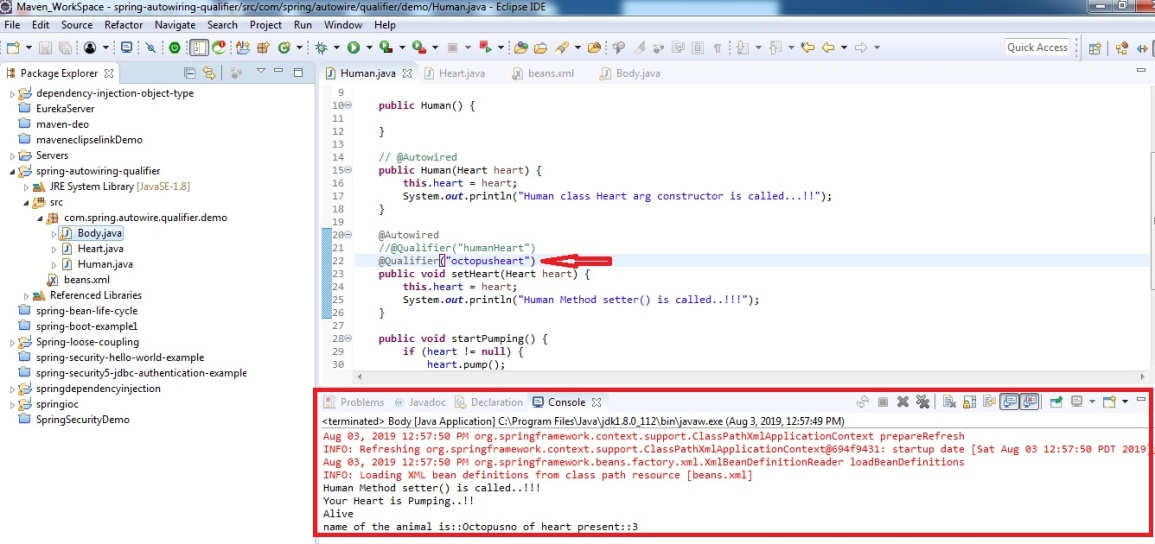 Maven_WorkSpace - spring-autowiring-qualifier/src/com/spring/autowire/qualifier/demo/Human.java - Eclipse IDE
File Edit Source Refactor Navigate Search Project Run Window Help
Quick Access
Package Explorer
dependency-injection-object-type
EurekaServer
maven-deo
maveneclipselinkDemo
Servers
spring-autowiring-qualifier
JRE System Library [JavaSE-1.8]
src
com.spring.autowire.qualifier.demo
Body.java
Heart.java
Human.java
beans.xml
Referenced Libraries
spring-bean-life-cycle
spring-boot-example1
Spring-loose-coupling
spring-security-hello-world-example
spring-security5-jdbc-authentication-example
springdependencyinjection
springioc
SpringSecurityDemo
Human.java Heart.java beans.xml Body.java
9
10 public Human() {
11
12 }
13
14 // @Autowired
15 public Human(Heart heart) {
16 this.heart = heart;
17 System.out.println("Human class Heart arg constructor is called...!!");
18 }
19
20 @Autowired
21 //@Qualifier("humanHeart")
22 @Qualifier("octopusheart")
23 public void setHeart(Heart heart) {
24 this.heart = heart;
25 System.out.println("Human Method setter() is called..!!!");
26 }
27
28 public void startPumping() {
29 if (heart != null) {
30 heart.pump();
Problems @ Javadoc Declaration Console
<terminated> Body [Java Application] C:\Program Files\Java\jdk1.8.0_112\bin\javaw.exe (Aug 3, 2019, 12:57:49 PM)
Aug 03, 2019 12:57:50 PM org.springframework.context.support.ClassPathXmlApplicationContext prepareRefresh
INFO: Refreshing org.springframework.context.support.ClassPathXmlApplicationContext@694f9431: startup date [Sat Aug 03 12:57:50 PDT 2019]
Aug 03, 2019 12:57:50 PM org.springframework.beans.factory.xml.XmlBeanDefinitionReader loadBeanDefinitions
INFO: Loading XML bean definitions from class path resource [beans.xml]
Human Method setter() is called..!!!
Your Heart is Pumping..!!
Alive
name of the animal is::Octopusno of heart present::3